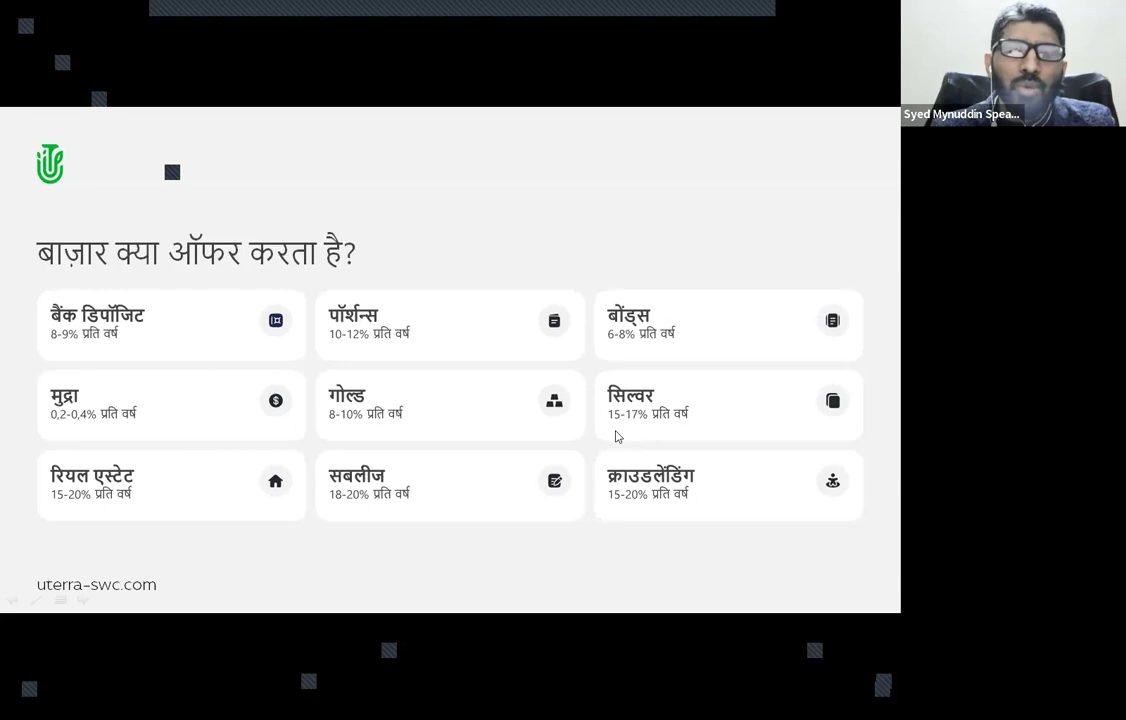 Syed Mynuddin Spea...
बाज़ार क्या ऑफर करता है?
बैंक डिपॉजिट
8-9% प्रति वर्ष
पॉर्शन्स
10-12% प्रति वर्ष
बोंड्स
6-8% प्रति वर्ष
मुद्रा
0,2-0,4% प्रति वर्ष
गोल्ड
8-10% प्रति वर्ष
सिल्वर
15-17% प्रति वर्ष
रियल एस्टेट
15-20% प्रति वर्ष
सबलीज
18-20% प्रति वर्ष
क्राउडलेंडिंग
15-20% प्रति वर्ष
uterra-swc.com